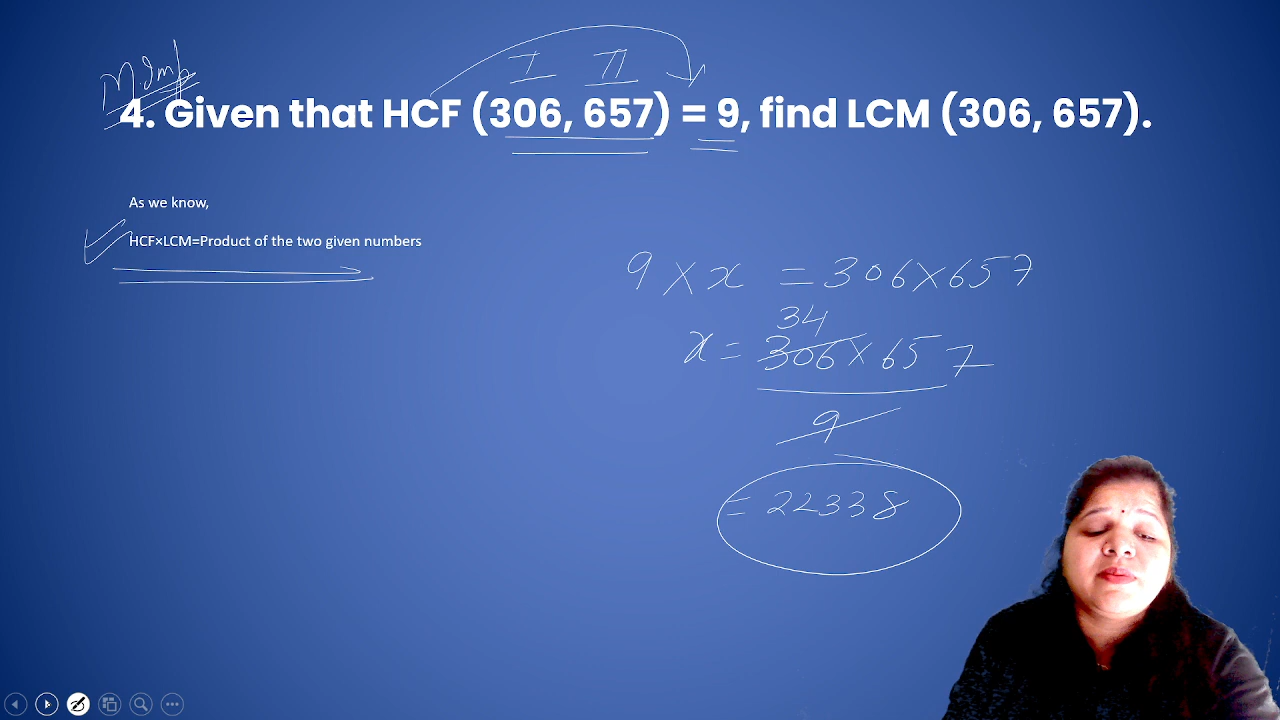 M.Imp
I II
4. Given that HCF (306, 657) = 9, find LCM (306, 657).
As we know,
HCF×LCM=Product of the two given numbers
9 × x = 306×657
34
x = 306×657
9
= 22338